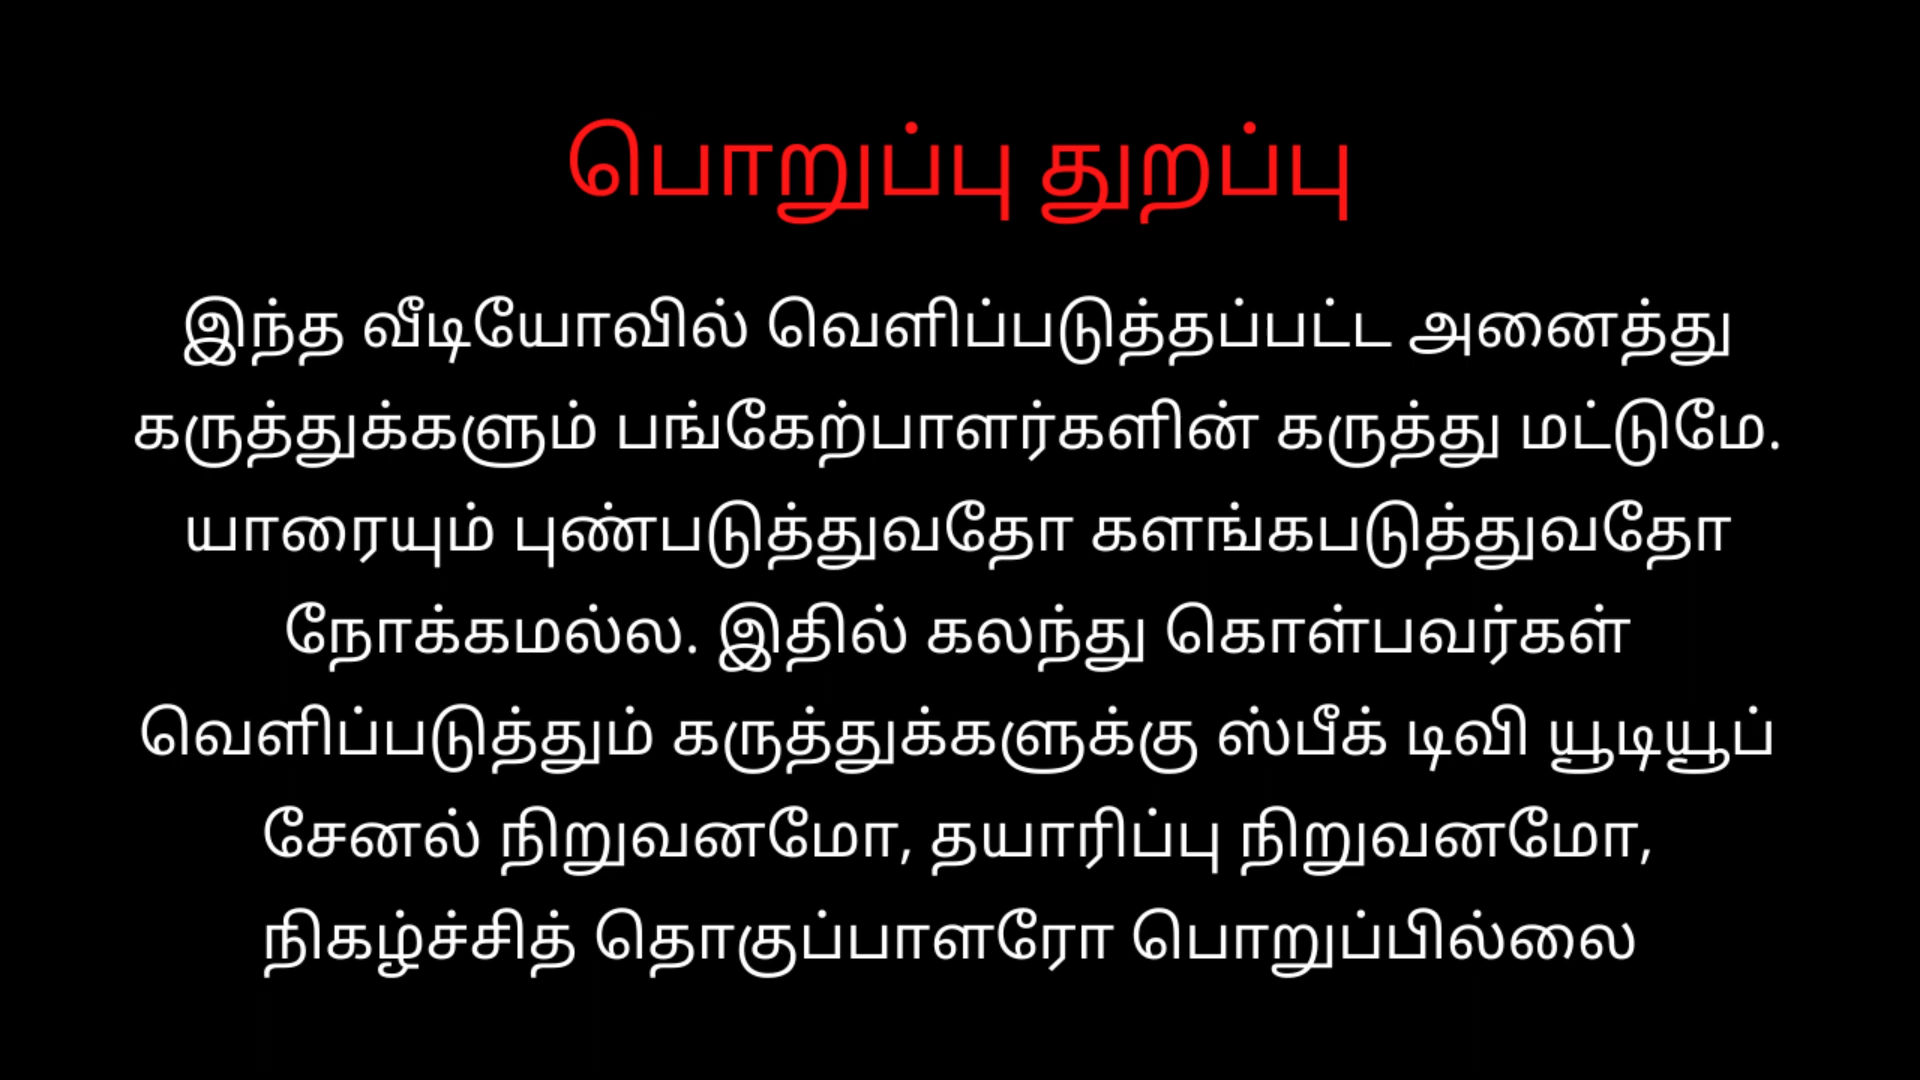 பொறுப்பு துறப்பு
இந்த வீடியோவில் வெளிப்படுத்தப்பட்ட அனைத்து
கருத்துக்களும் பங்கேற்பாளர்களின் கருத்து மட்டுமே.
யாரையும் புண்படுத்துவதோ களங்கபடுத்துவதோ
நோக்கமல்ல. இதில் கலந்து கொள்பவர்கள்
வெளிப்படுத்தும் கருத்துக்களுக்கு ஸ்பீக் டிவி யூடியூப்
சேனல் நிறுவனமோ, தயாரிப்பு நிறுவனமோ,
நிகழ்ச்சித் தொகுப்பாளரோ பொறுப்பில்லை